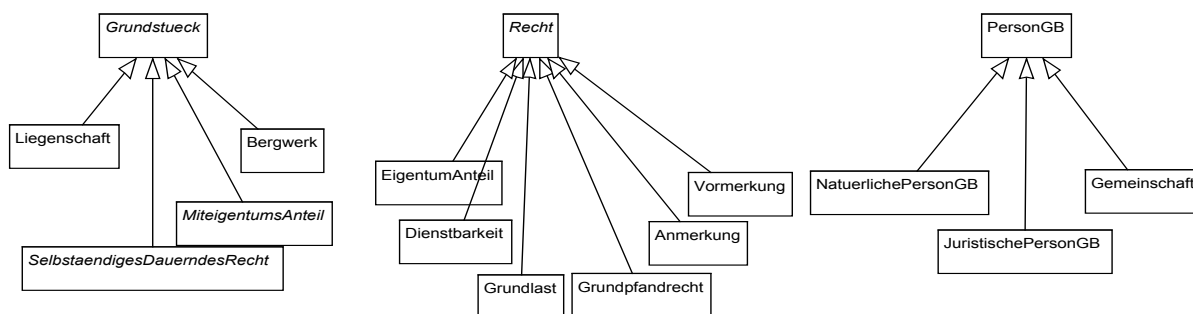 Grundstueck
Liegenschaft
Bergwerk
MiteigentumsAnteil
SelbstaendigesDauerndesRecht
Recht
EigentumAnteil
Vormerkung
Dienstbarkeit
Anmerkung
Grundlast
Grundpfandrecht
PersonGB
NatuerlichePersonGB
Gemeinschaft
JuristischePersonGB